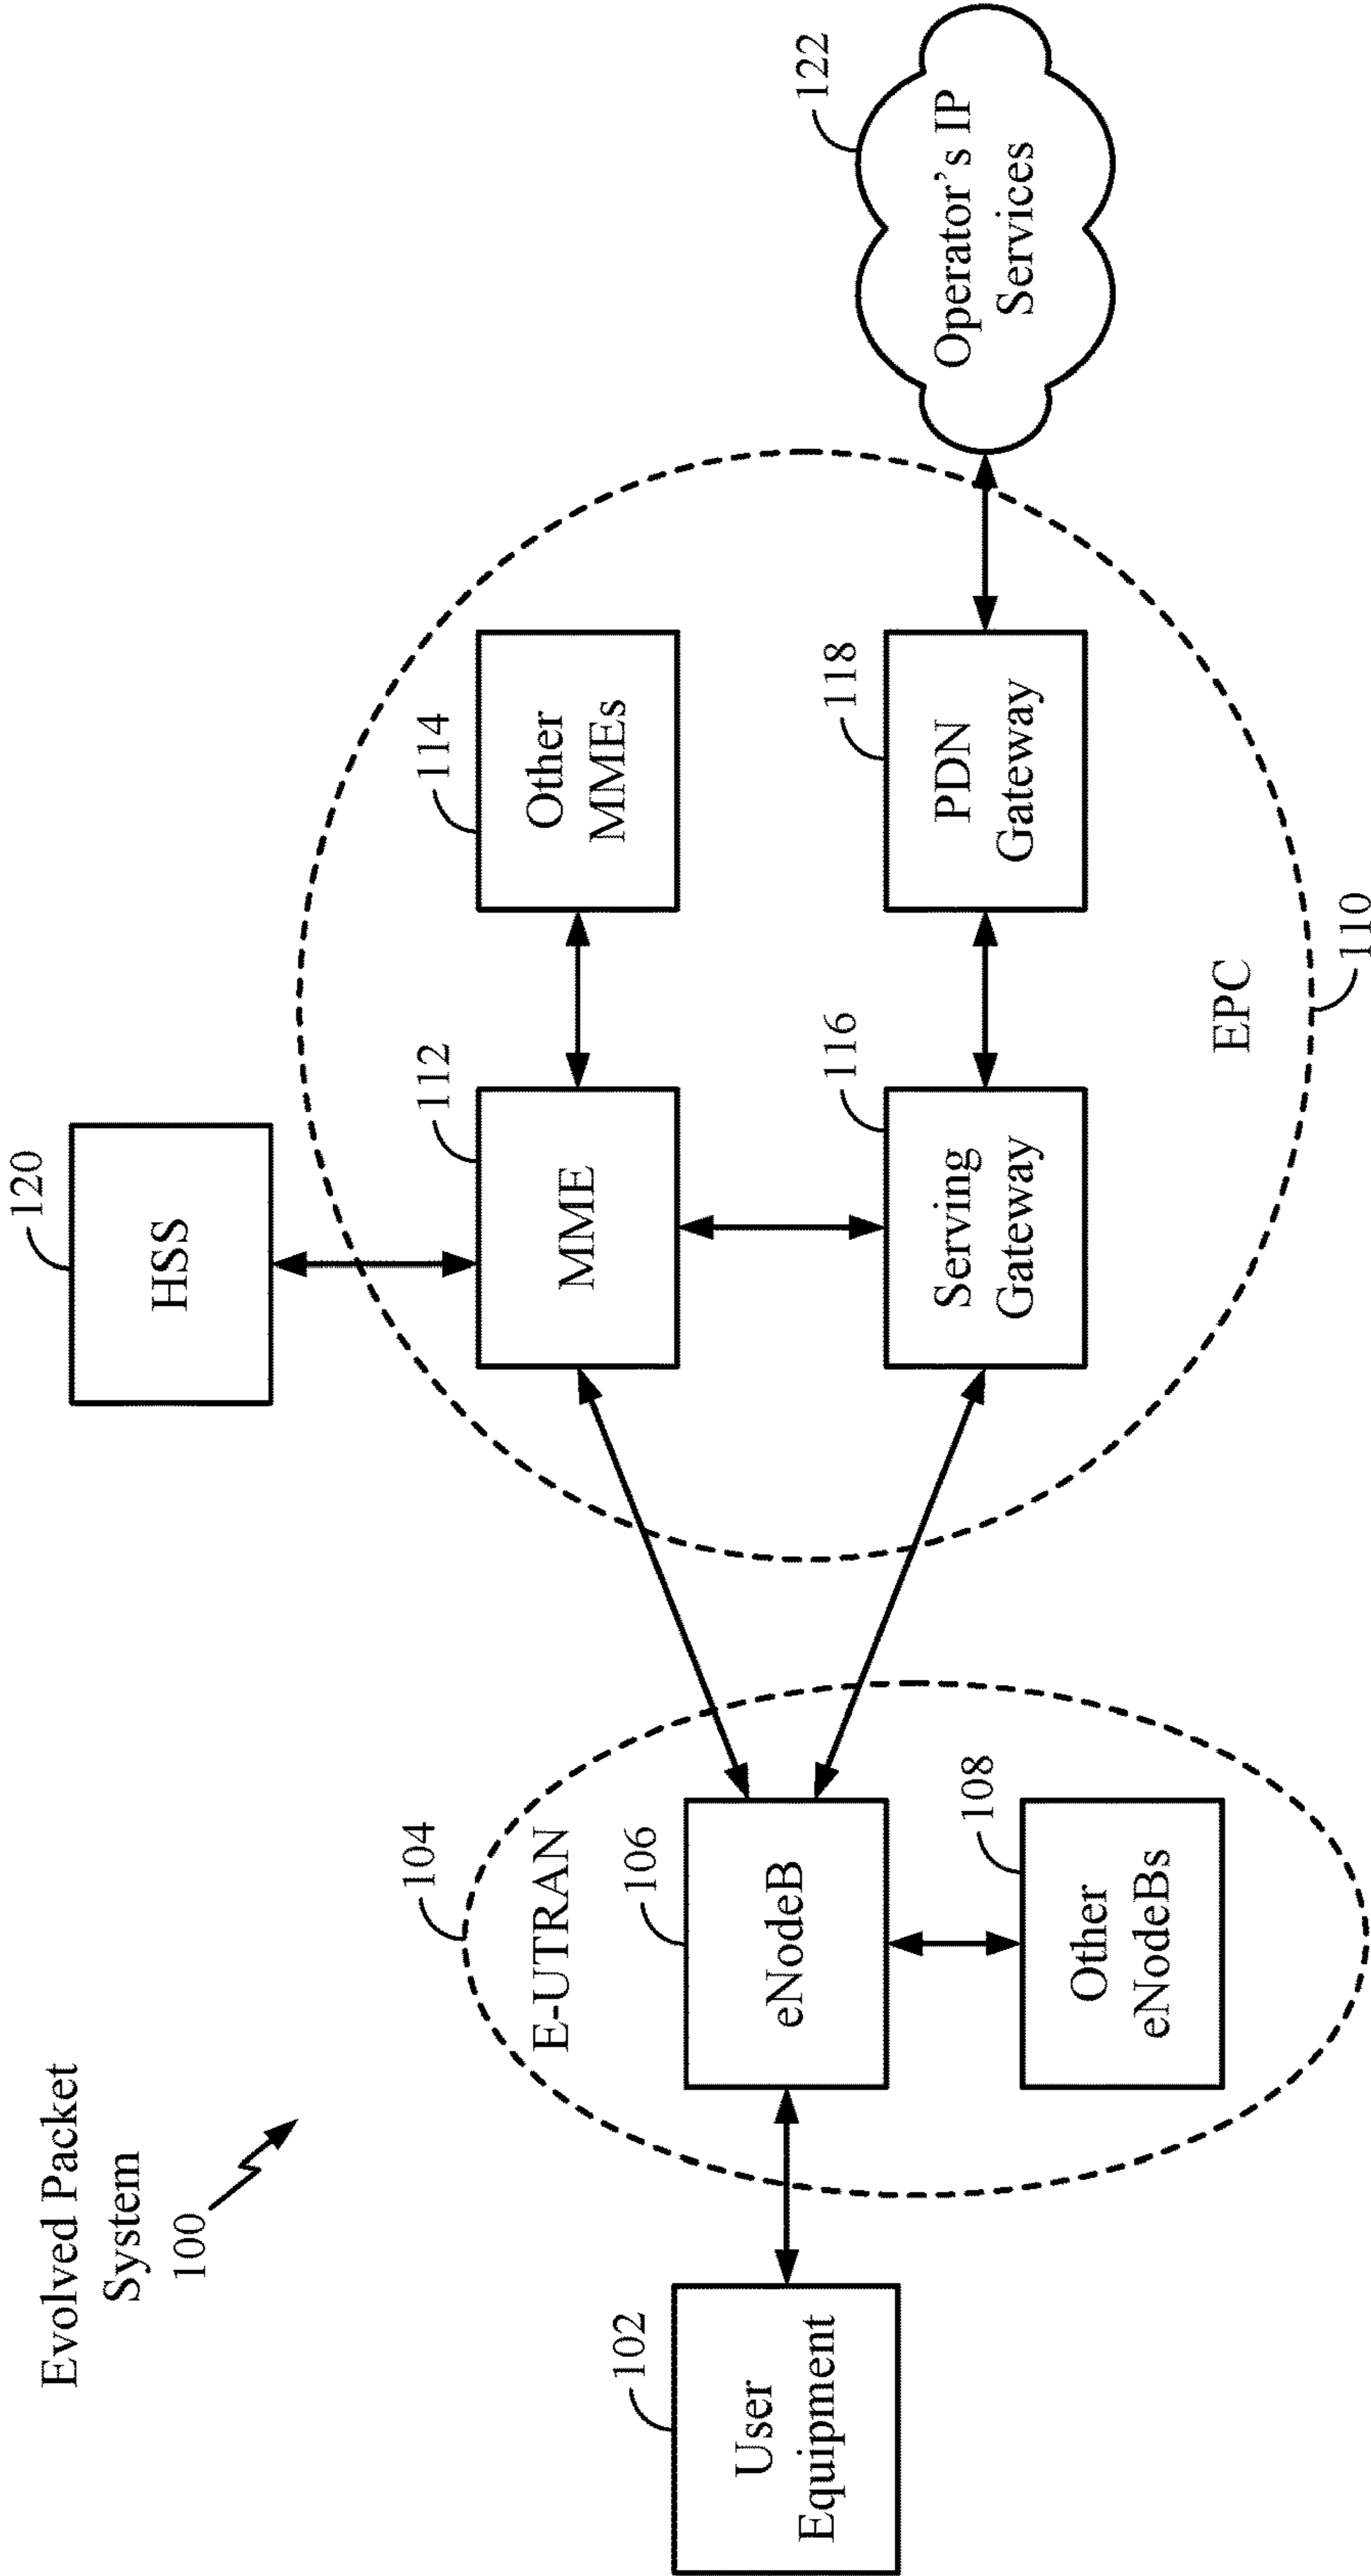 Evolved Packet
System
100
120
HSS
104
E-UTRAN
112
MME
114
Other
MMEs
102
User
Equipment
106
eNodeB
108
Other
eNodeBs
116
Serving
Gateway
118
PDN
Gateway
122
Operator's IP
Services
EPC
110